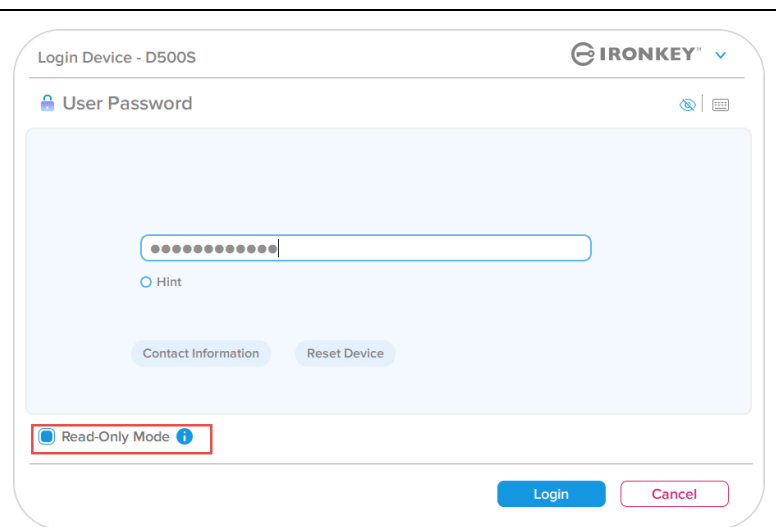 Login Device - D500S
IRONKEY™
User Password
●●●●●●●●●●●●
Hint
Contact Information
Reset Device
Read-Only Mode
Login
Cancel